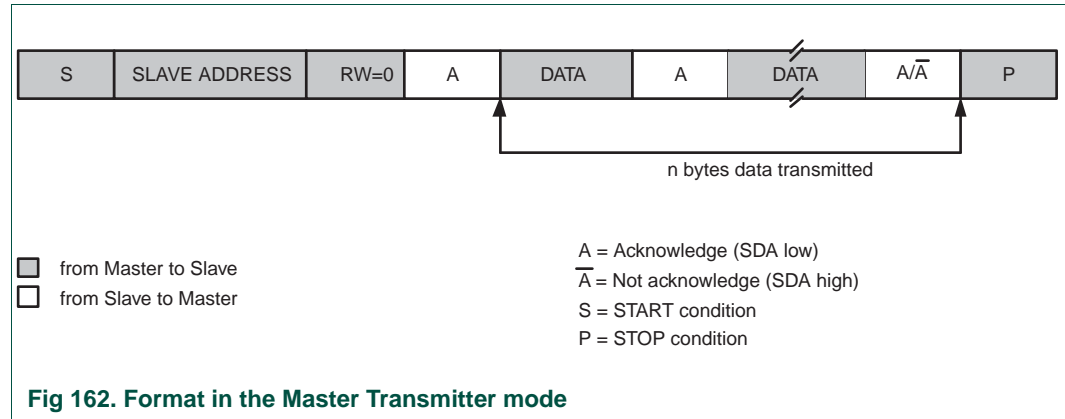 S SLAVE ADDRESS RW=0 A DATA A DATA A/A̅ P
n bytes data transmitted
from Master to Slave
from Slave to Master
A = Acknowledge (SDA low)
A̅ = Not acknowledge (SDA high)
S = START condition
P = STOP condition
Fig 162. Format in the Master Transmitter mode